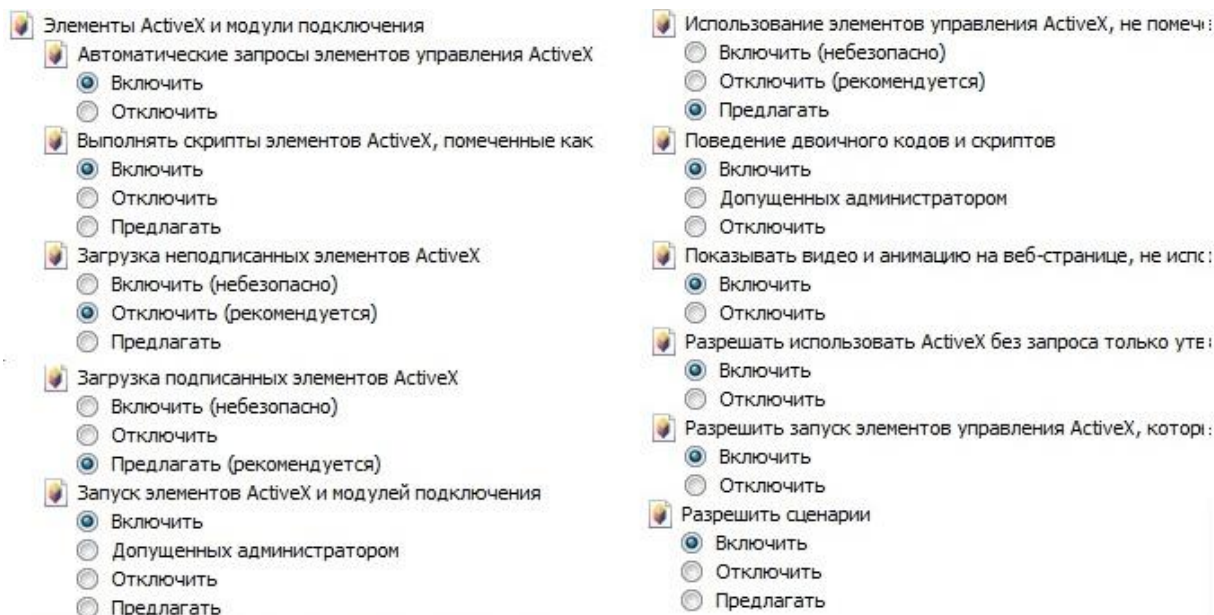 Элементы ActiveX и модули подключения
Автоматические запросы элементов управления ActiveX
Включить
Отключить
Выполнять скрипты элементов ActiveX, помеченные как
Включить
Отключить
Предлагать
Загрузка неподписанных элементов ActiveX
Включить (небезопасно)
Отключить (рекомендуется)
Предлагать
Загрузка подписанных элементов ActiveX
Включить (небезопасно)
Отключить
Предлагать (рекомендуется)
Запуск элементов ActiveX и модулей подключения
Включить
Допущенных администратором
Отключить
Предлагать
Использование элементов управления ActiveX, не
Включить (небезопасно)
Отключить (рекомендуется)
Предлагать
Поведение двоичного кодов и скриптов
Включить
Допущенных администратором
Отключить
Показывать видео и анимацию на веб-странице, не
Включить
Отключить
Разрешать использовать ActiveX без запроса только
Включить
Отключить
Разрешить запуск элементов управления ActiveX,
Включить
Отключить
Разрешить сценарии
Включить
Отключить
Предлагать